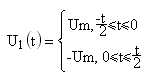 U₁(t) = { Um, -t/2 ⩽ t ⩽ 0
-Um, 0 ⩽ t ⩽ t/2